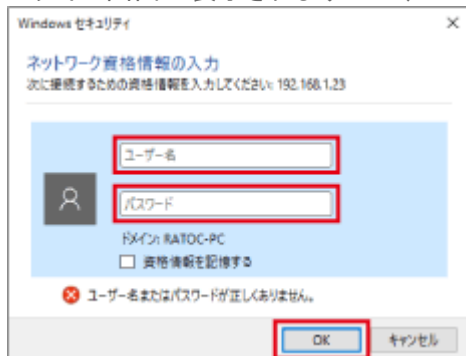 Windows セキュリティ
ネットワーク資格情報の入力
次に接続するための資格情報を入力してください: 192.168.1.23
ユーザー名
パスワード
ドメイン: RATOC-PC
資格情報を記憶する
ユーザー名またはパスワードが正しくありません。
OK
キャンセル